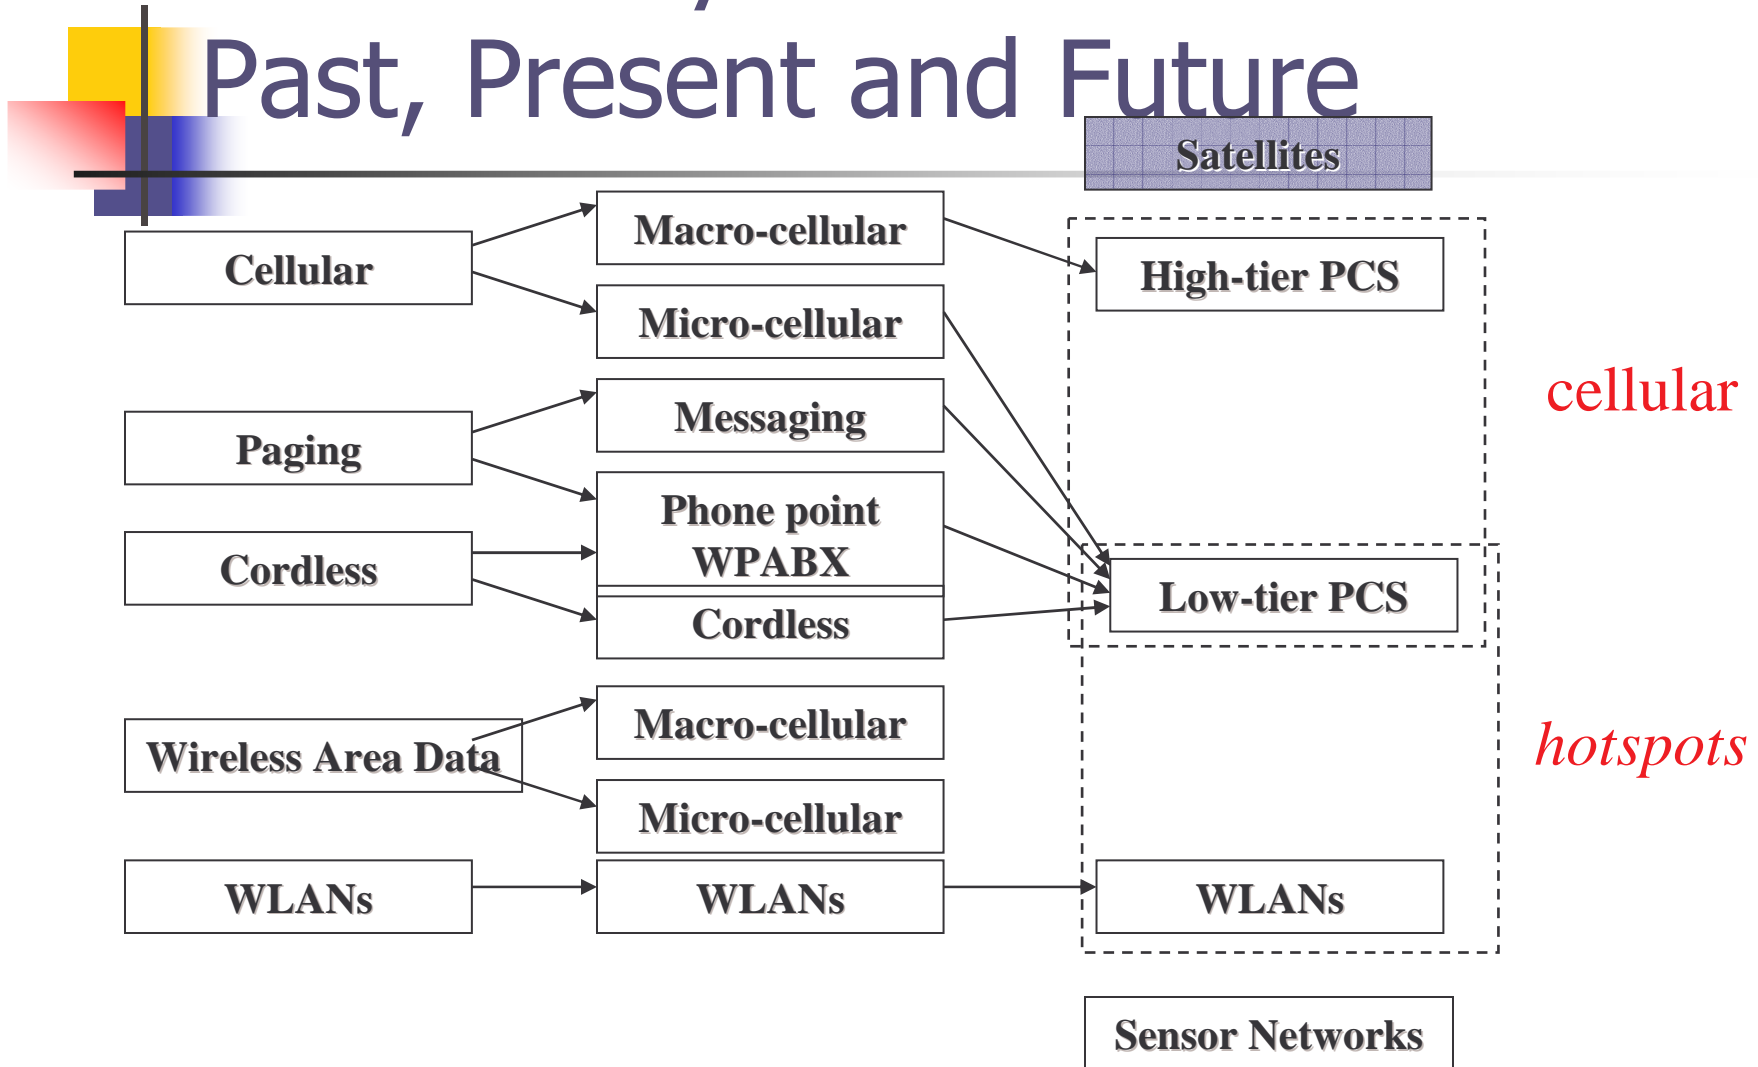 Past, Present and Future
Satellites
Cellular
Macro-cellular
High-tier PCS
Micro-cellular
cellular
Paging
Messaging
Phone point
WPABX
Cordless
Cordless
Low-tier PCS
Wireless Area Data
Macro-cellular
hotspots
Micro-cellular
WLANs
WLANs
WLANs
Sensor Networks